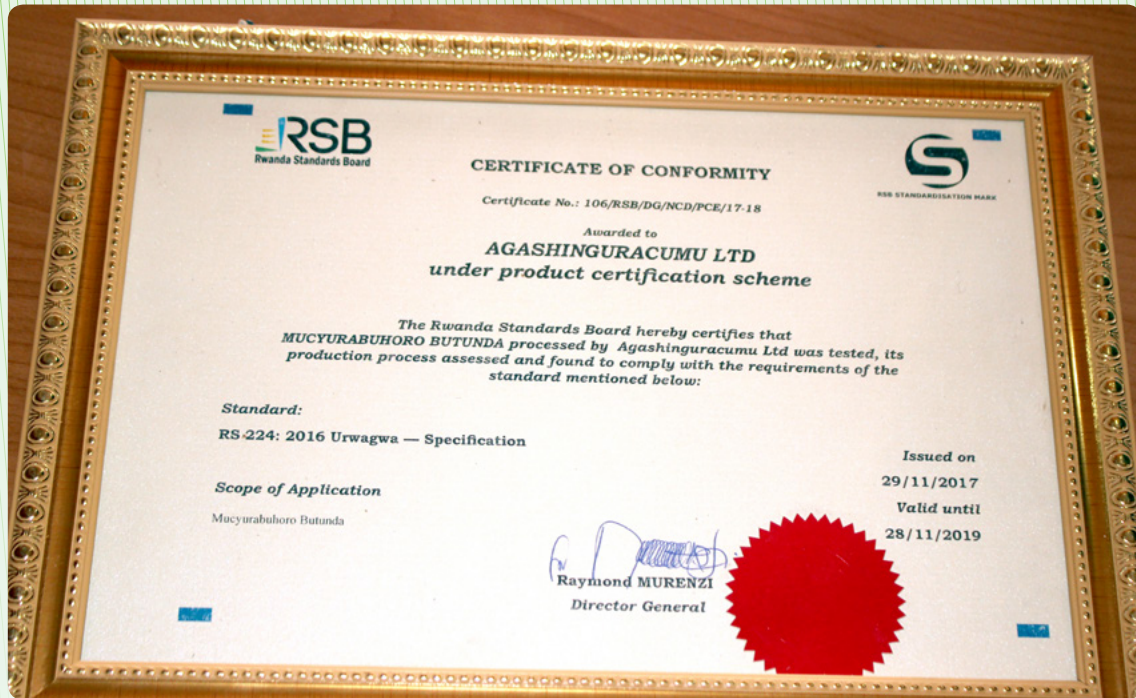 RSB
Rwanda Standards Board
RSB STANDARDISATION MARK
CERTIFICATE OF CONFORMITY
Certificate No.: 106/RSB/DG/NCD/PCE/17-18
Awarded to
AGASHINGURACUMU LTD
under product certification scheme
The Rwanda Standards Board hereby certifies that
MUCYURABUHORO BUTUNDA processed by Agashinguracumu Ltd was tested, its
production process assessed and found to comply with the requirements of the
standard mentioned below:
Standard:
RS 224: 2016 Urwagwa — Specification
Scope of Application
Mucyurabuhoro Butunda
Issued on
29/11/2017
Valid until
28/11/2019
for
Raymond MURENZI
Director General